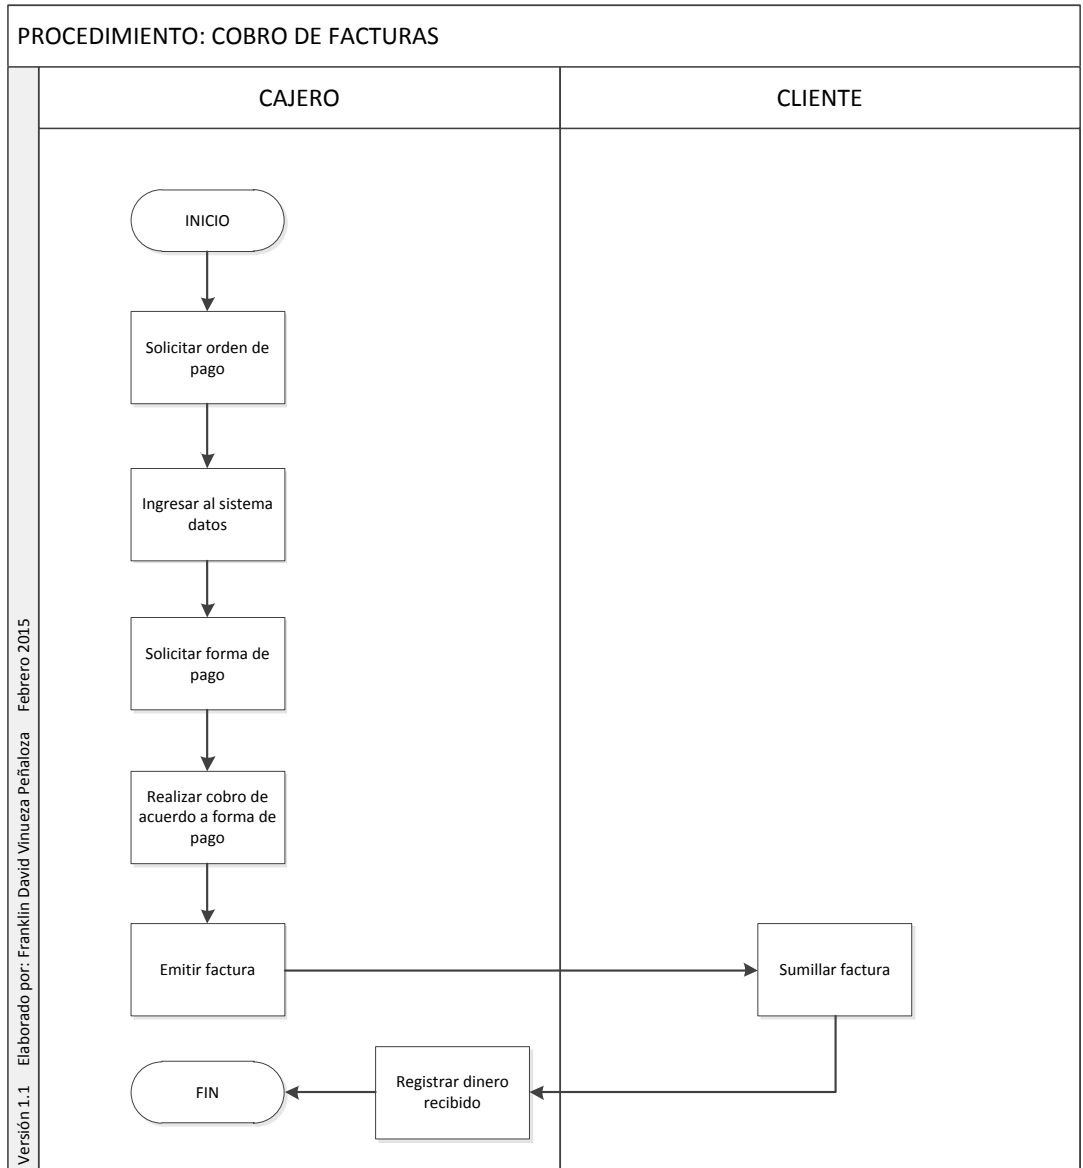 PROCEDIMIENTO: COBRO DE FACTURAS
CAJERO
CLIENTE
INICIO
Solicitar orden de
pago
Ingresar al sistema
datos
Solicitar forma de
pago
Realizar cobro de
acuerdo a forma de
pago
Emitir factura
Sumillar factura
Registrar dinero
recibido
FIN
Versión 1.1 Elaborado por: Franklin David Vinueza Peñaloza Febrero 2015